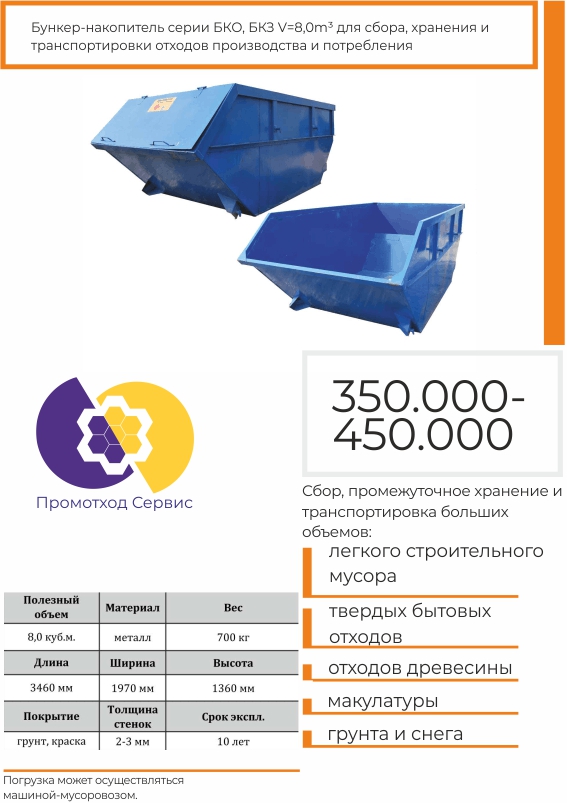 Бункер-накопитель серии БКО, БКЗ V=8,0m³ для сбора, хранения и
транспортировки отходов производства и потребления
350.000-
450.000
Промотход Сервис
Сбор, промежуточное хранение и
транспортировка больших
объемов:
легкого строительного
мусора
твердых бытовых
отходов
отходов древесины
макулатуры
грунта и снега
Полезный объем Материал Вес
8,0 куб.м. металл 700 кг
Длина Ширина Высота
3460 мм 1970 мм 1360 мм
Покрытие Толщина стенок Срок экспл.
грунт, краска 2-3 мм 10 лет
Погрузка может осуществляться
машиной-мусоровозом.